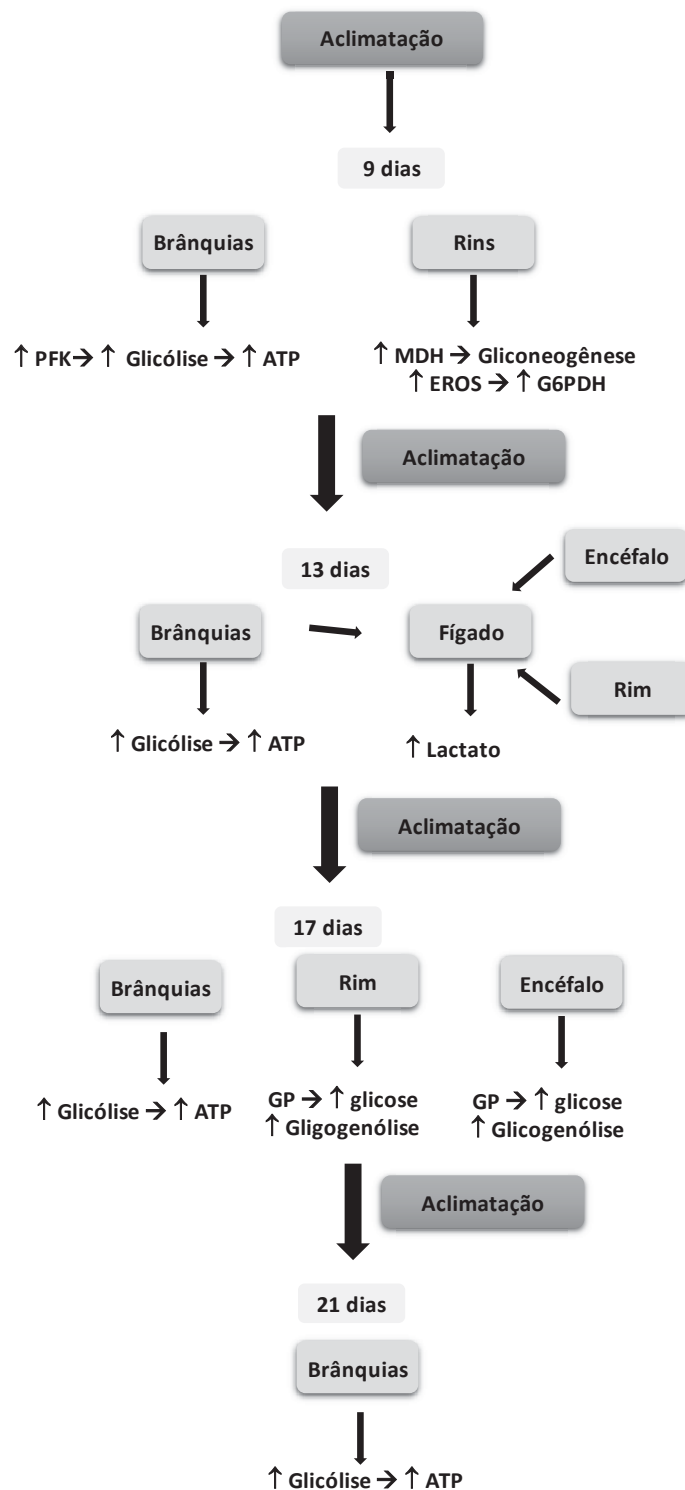 Aclimatação
9 dias
Brânquias
Rins
↑ PFK→ ↑ Glicólise → ↑ ATP
↑ MDH → Gliconeogênese
↑ EROS → ↑ G6PDH
Aclimatação
13 dias
Encéfalo
Brânquias
Fígado
Rim
↑ Glicólise → ↑ ATP
↑ Lactato
Aclimatação
17 dias
Brânquias
Rim
Encéfalo
↑ Glicólise → ↑ ATP
GP → ↑ glicose
↑ Gligogenólise
GP → ↑ glicose
↑ Glicogenólise
Aclimatação
21 dias
Brânquias
↑ Glicólise → ↑ ATP